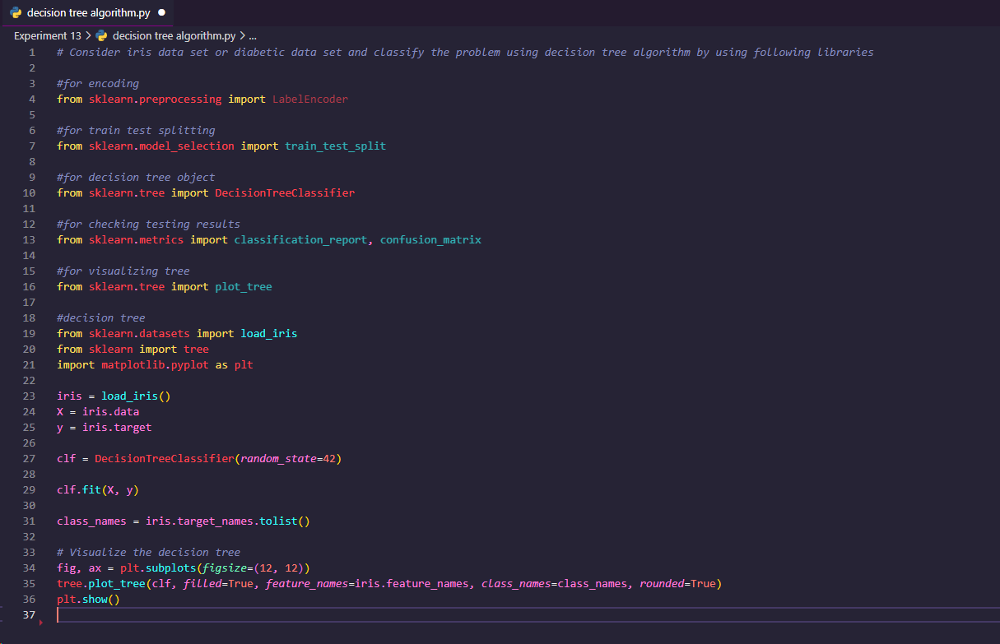 decision tree algorithm.py
Experiment 13 > decision tree algorithm.py > ...
1 # Consider iris data set or diabetic data set and classify the problem using decision tree algorithm by using following libraries
2
3 #for encoding
4 from sklearn.preprocessing import LabelEncoder
5
6 #for train test splitting
7 from sklearn.model_selection import train_test_split
8
9 #for decision tree object
10 from sklearn.tree import DecisionTreeClassifier
11
12 #for checking testing results
13 from sklearn.metrics import classification_report, confusion_matrix
14
15 #for visualizing tree
16 from sklearn.tree import plot_tree
17
18 #decision tree
19 from sklearn.datasets import load_iris
20 from sklearn import tree
21 import matplotlib.pyplot as plt
22
23 iris = load_iris()
24 X = iris.data
25 y = iris.target
26
27 clf = DecisionTreeClassifier(random_state=42)
28
29 clf.fit(X, y)
30
31 class_names = iris.target_names.tolist()
32
33 # Visualize the decision tree
34 fig, ax = plt.subplots(figsize=(12, 12))
35 tree.plot_tree(clf, filled=True, feature_names=iris.feature_names, class_names=class_names, rounded=True)
36 plt.show()
37